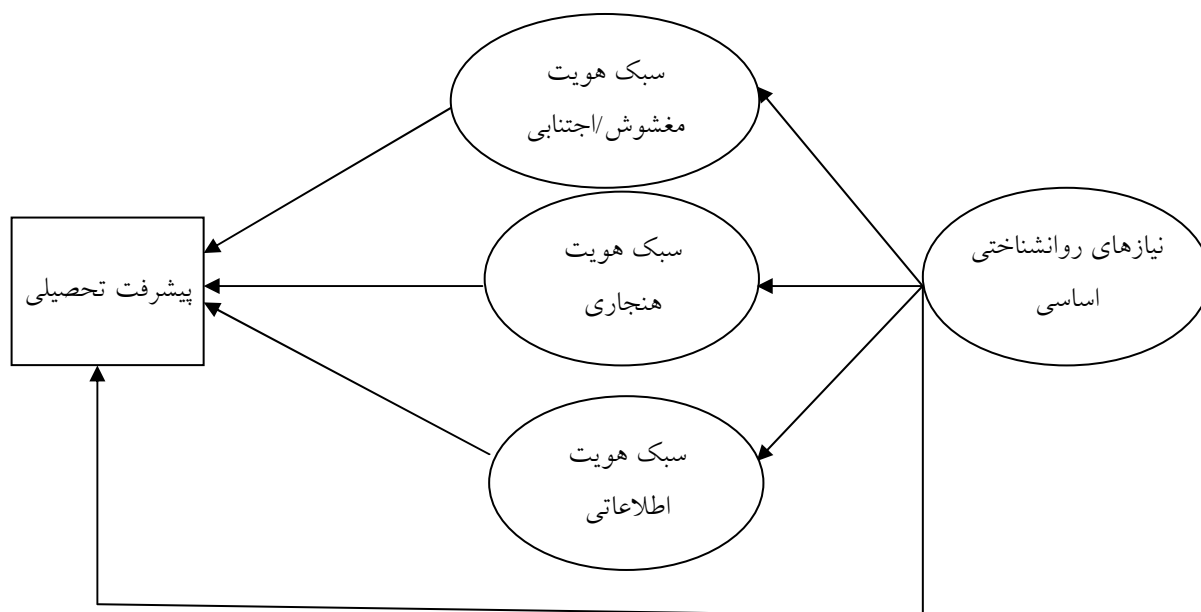 سبک هویت
مغشوش/اجتنابی
نیازهای روانشناختی
اساسی
سبک هویت
هنجاری
پیشرفت تحصیلی
سبک هویت
اطلاعاتی